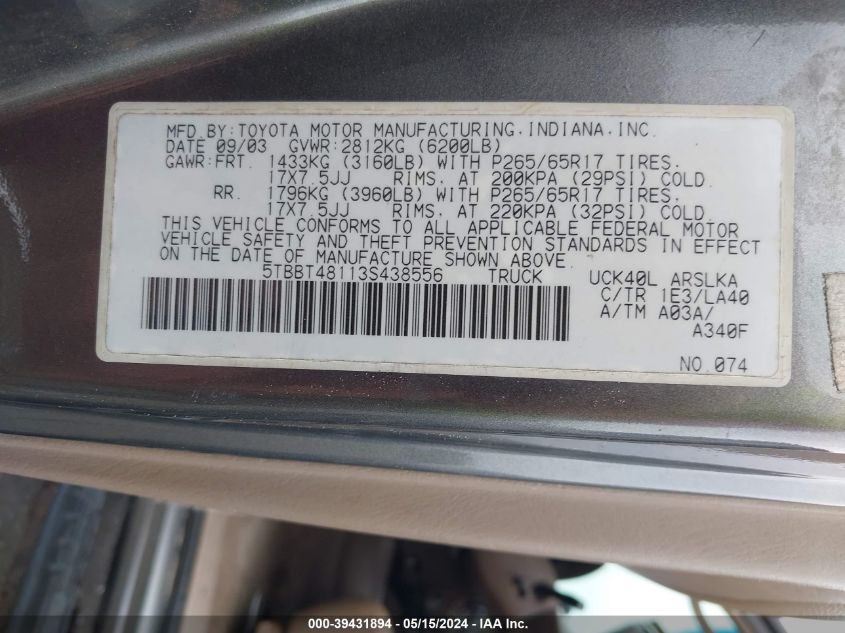 MFD.BY:TOYOTA MOTOR MANUFACTURING.INDIANA.INC.
DATE 09/03 GVWR:2812KG (6200LB)
GAWR:FRT. 1433KG (3160LB) WITH P265/65R17 TIRES.
17X7.5JJ RIMS. AT 200KPA (29PSI) COLD.
RR. 1796KG (3960LB) WITH P265/65R17 TIRES.
17X7.5JJ RIMS. AT 220KPA (32PSI) COLD.
THIS VEHICLE CONFORMS TO ALL APPLICABLE FEDERAL MOTOR
VEHICLE SAFETY AND THEFT PREVENTION STANDARDS IN EFFECT
ON THE DATE OF MANUFACTURE SHOWN ABOVE.
5TBBT48113S438556 TRUCK UCK40L ARSLKA
C/TR 1E3/LA40
A/TM A03A/
A340F
NO.074
000-39431894 - 05/15/2024 - IAA Inc.